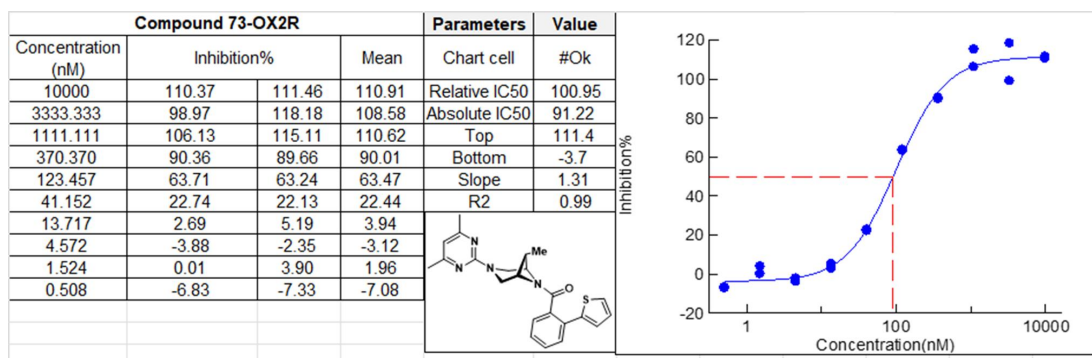 Compound 73-OX2R Parameters Value
Concentration (nM) Inhibition% Mean Chart cell #Ok
10000 110.37 111.46 110.91 Relative IC50 100.95
3333.333 98.97 118.18 108.58 Absolute IC50 91.22
1111.111 106.13 115.11 110.62 Top 111.4
370.370 90.36 89.66 90.01 Bottom -3.7
123.457 63.71 63.24 63.47 Slope 1.31
41.152 22.74 22.13 22.44 R2 0.99
13.717 2.69 5.19 3.94
4.572 -3.88 -2.35 -3.12
1.524 0.01 3.90 1.96
0.508 -6.83 -7.33 -7.08
N
N
N
Me
N
O
S
Inhibition%
120
100
80
60
40
20
0
-20
1 100 10000
Concentration(nM)